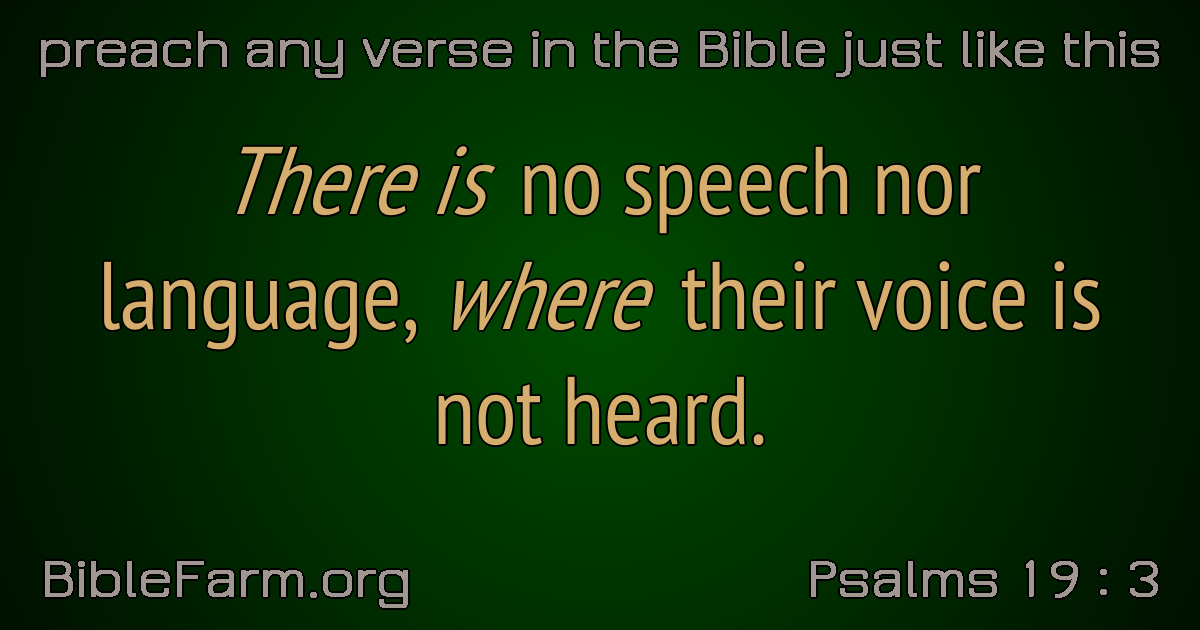 preach any verse in the Bible just like this
There is no speech nor
language, where their voice is
not heard.
BibleFarm.org
Psalms 19 : 3